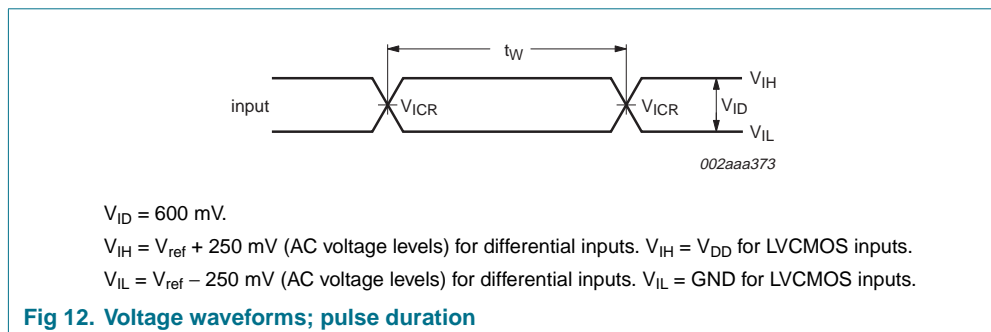 tW
VIH
input
VICR
VICR
VID
VIL
002aaa373
VID = 600 mV.
VIH = Vref + 250 mV (AC voltage levels) for differential inputs. VIH = VDD for LVCMOS inputs.
VIL = Vref − 250 mV (AC voltage levels) for differential inputs. VIL = GND for LVCMOS inputs.
Fig 12. Voltage waveforms; pulse duration